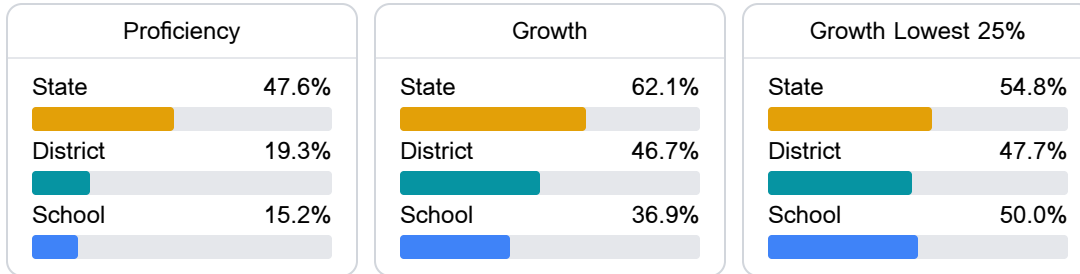 Proficiency
State 47.6%
District 19.3%
School 15.2%
Growth
State 62.1%
District 46.7%
School 36.9%
Growth Lowest 25%
State 54.8%
District 47.7%
School 50.0%